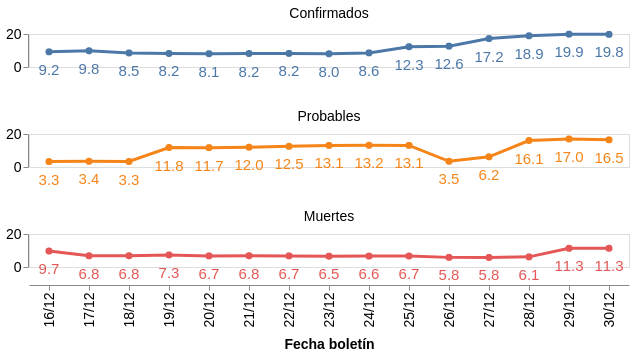 Confirmados
20
0
9.2 9.8 8.5 8.2 8.1 8.2 8.2 8.0 8.6 12.3 12.6 17.2 18.9 19.9 19.8
Probables
20
0
3.3 3.4 3.3 11.8 11.7 12.0 12.5 13.1 13.2 13.1 3.5 6.2 16.1 17.0 16.5
Muertes
20
0
9.7 6.8 6.8 7.3 6.7 6.8 6.7 6.5 6.6 6.7 5.8 5.8 6.1 11.3 11.3
16/12 17/12 18/12 19/12 20/12 21/12 22/12 23/12 24/12 25/12 26/12 27/12 28/12 29/12 30/12
Fecha boletín